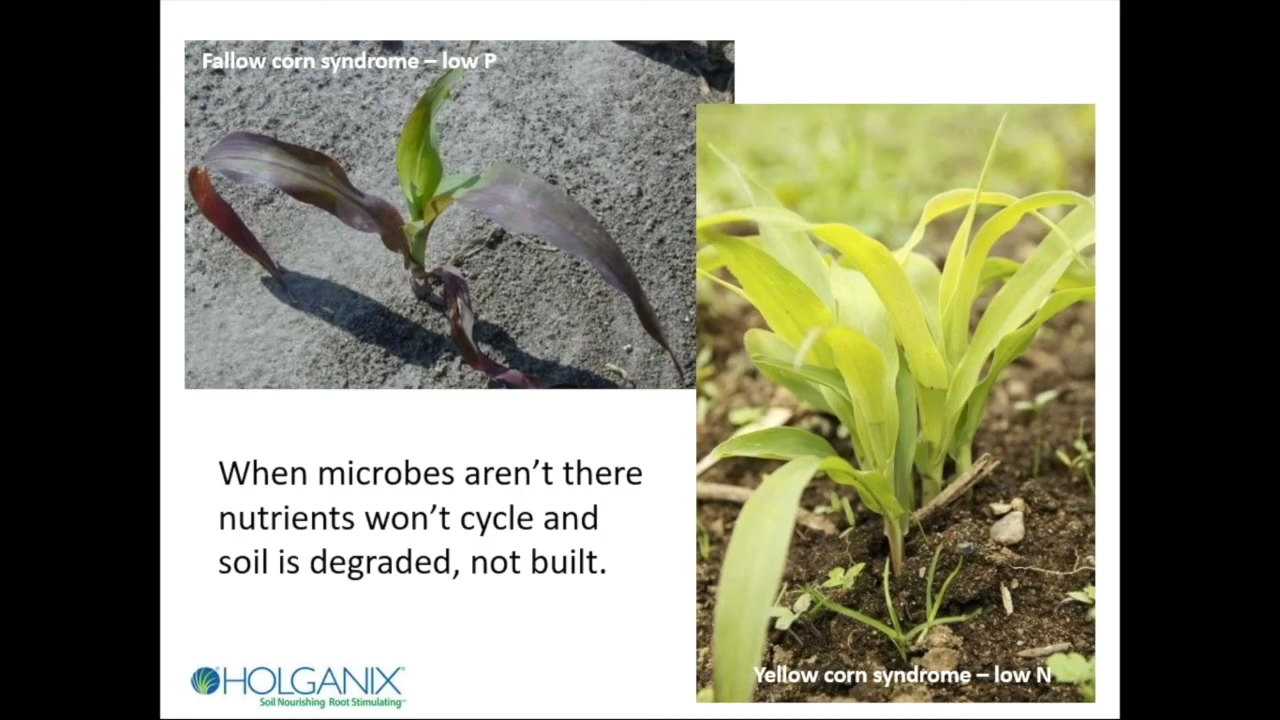 Fallow corn syndrome – low P
When microbes aren’t there
nutrients won’t cycle and
soil is degraded, not built.
Yellow corn syndrome – low N
HOLGANIX®
Soil Nourishing Root Stimulating™